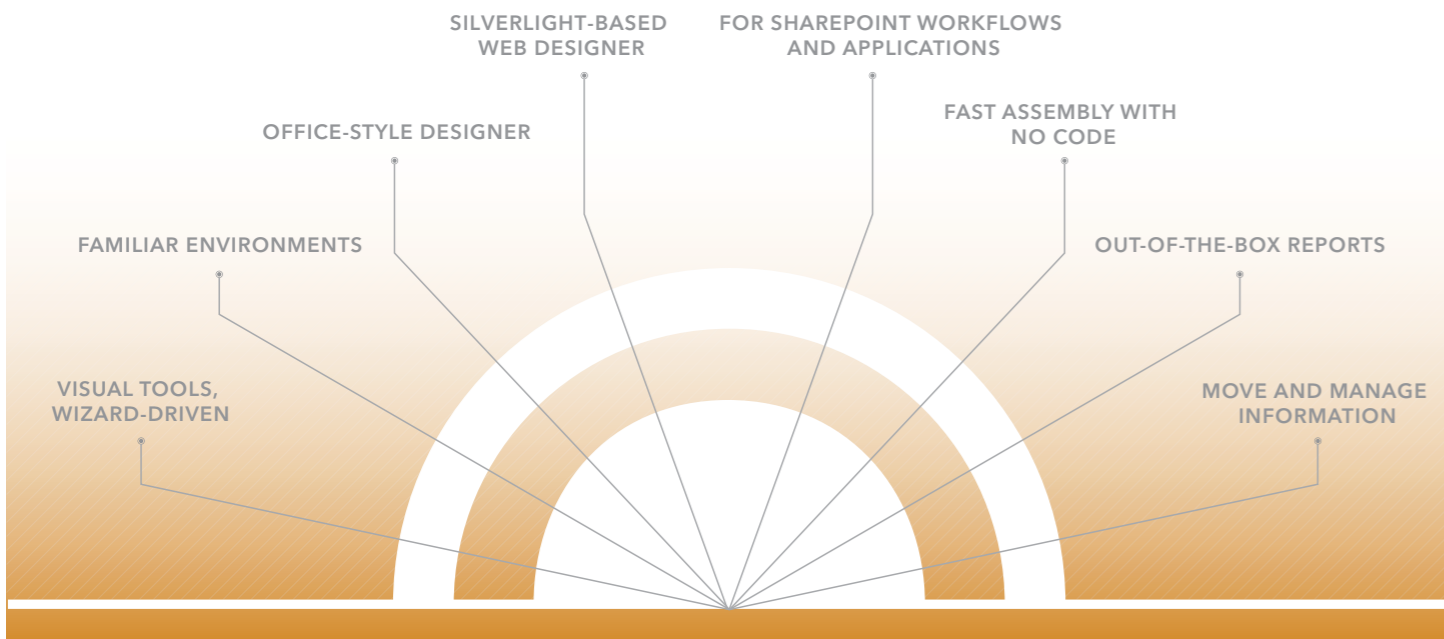 SILVERLIGHT-BASED
WEB DESIGNER
FOR SHAREPOINT WORKFLOWS
AND APPLICATIONS
OFFICE-STYLE DESIGNER
FAST ASSEMBLY WITH
NO CODE
FAMILIAR ENVIRONMENTS
OUT-OF-THE-BOX REPORTS
VISUAL TOOLS,
WIZARD-DRIVEN
MOVE AND MANAGE
INFORMATION